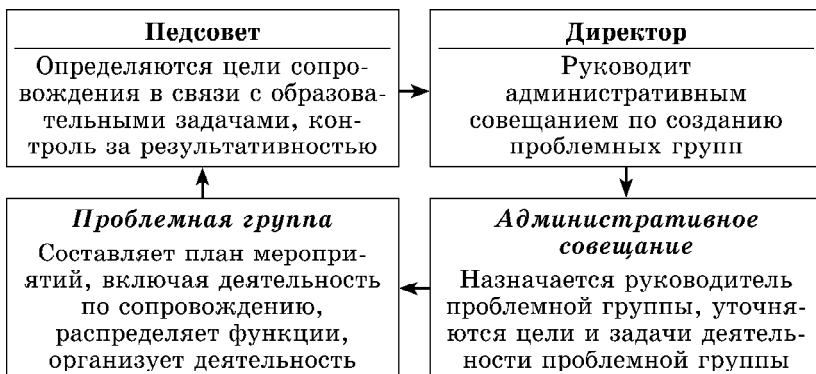 Педсовет
Определяются цели сопро-
вождения в связи с образова-
тельными задачами, кон-
троль за результативностью
Директор
Руководит
административным
совещанием по созданию
проблемных групп
Проблемная группа
Составляет план мероприя-
ятий, включая деятельность
по сопровождению,
распределяет функции,
организует деятельность
Административное
совещание
Назначается руководитель
проблемной группы, уточня-
ются цели и задачи деятель-
ности проблемной группы